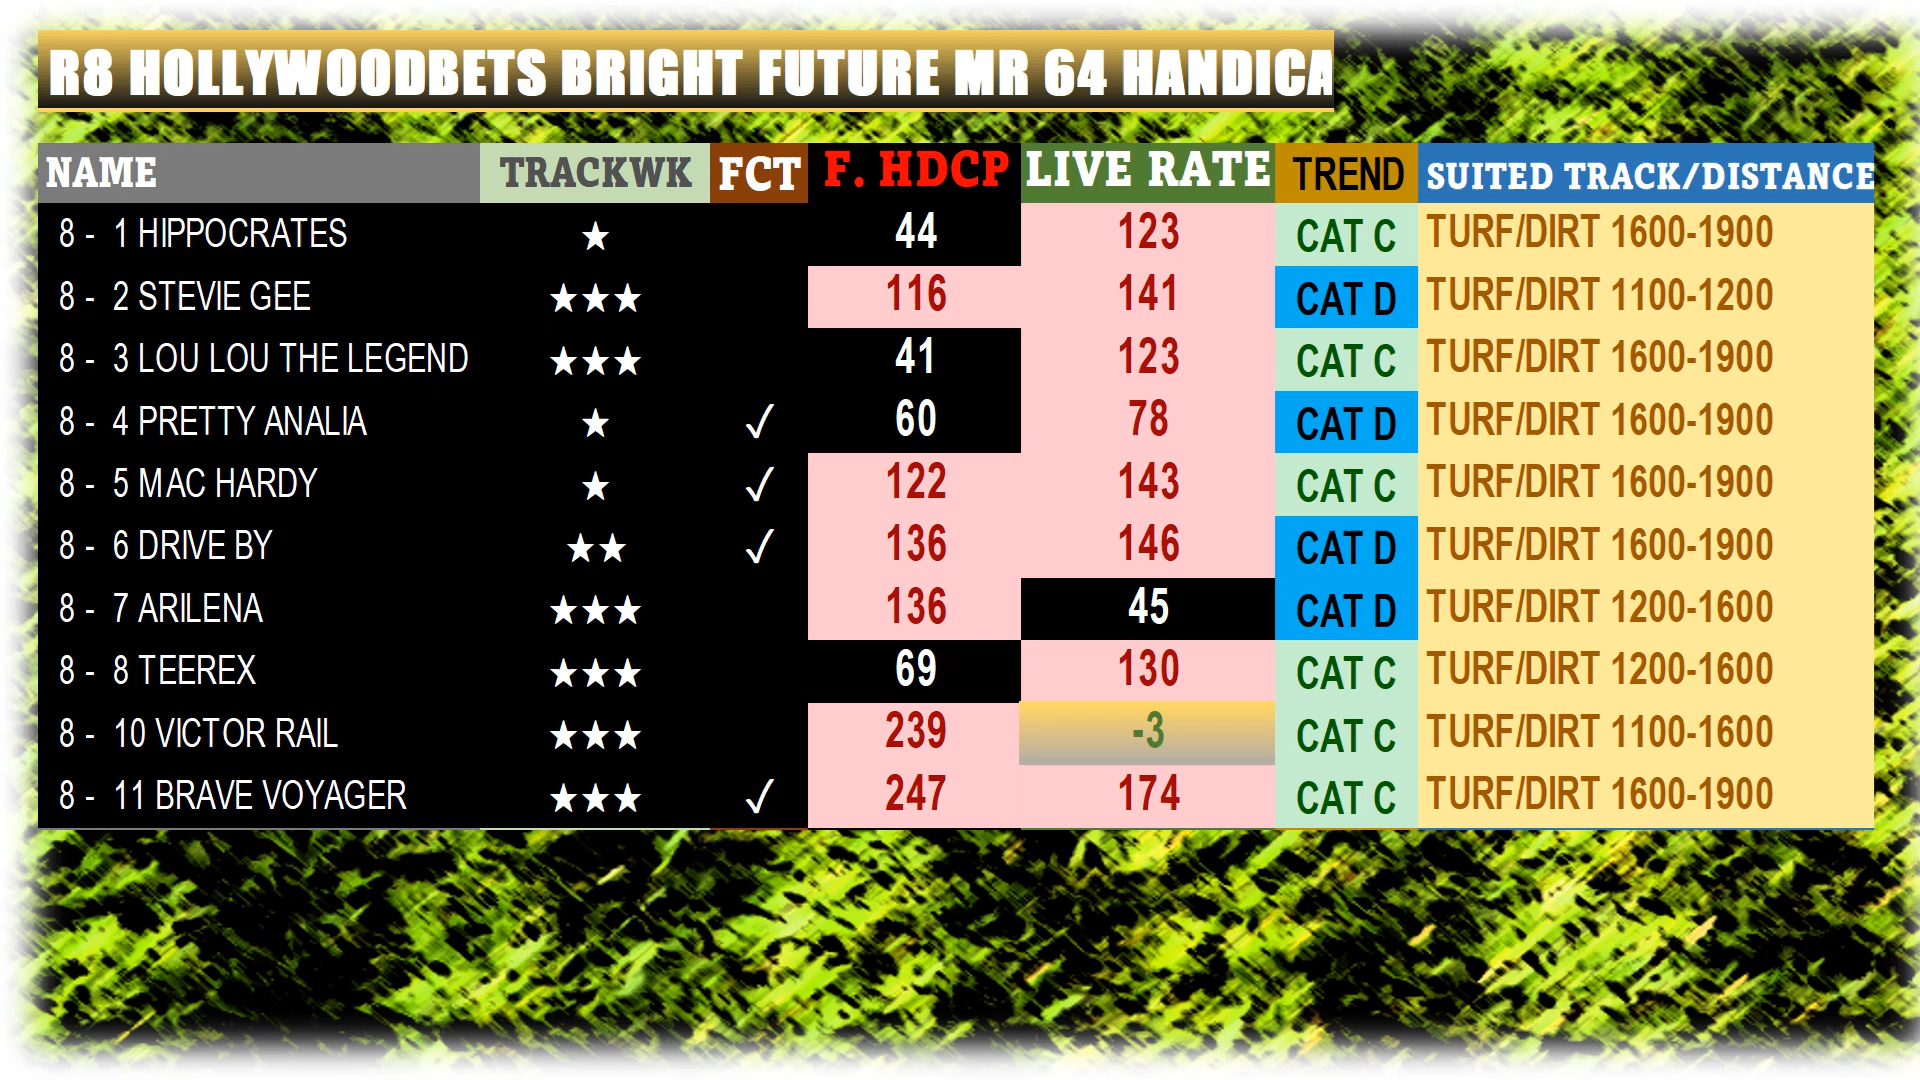 R8 HOLLYWOODBETS BRIGHT FUTURE MR 64 HANDICA
NAME TRACKWK FCT F. HDCP LIVE RATE TREND SUITED TRACK/DISTANCE
8 - 1 HIPPOCRATES ★ 44 123 CAT C TURF/DIRT 1600-1900
8 - 2 STEVIE GEE ★★★ 116 141 CAT D TURF/DIRT 1100-1200
8 - 3 LOU LOU THE LEGEND ★★★ 41 123 CAT C TURF/DIRT 1600-1900
8 - 4 PRETTY ANALIA ★ ✓ 60 78 CAT D TURF/DIRT 1600-1900
8 - 5 MAC HARDY ★ ✓ 122 143 CAT C TURF/DIRT 1600-1900
8 - 6 DRIVE BY ★★ ✓ 136 146 CAT D TURF/DIRT 1600-1900
8 - 7 ARILENA ★★★ 136 45 CAT D TURF/DIRT 1200-1600
8 - 8 TEEREX ★★★ 69 130 CAT C TURF/DIRT 1200-1600
8 - 10 VICTOR RAIL ★★★ 239 -3 CAT C TURF/DIRT 1100-1600
8 - 11 BRAVE VOYAGER ★★★ ✓ 247 174 CAT C TURF/DIRT 1600-1900